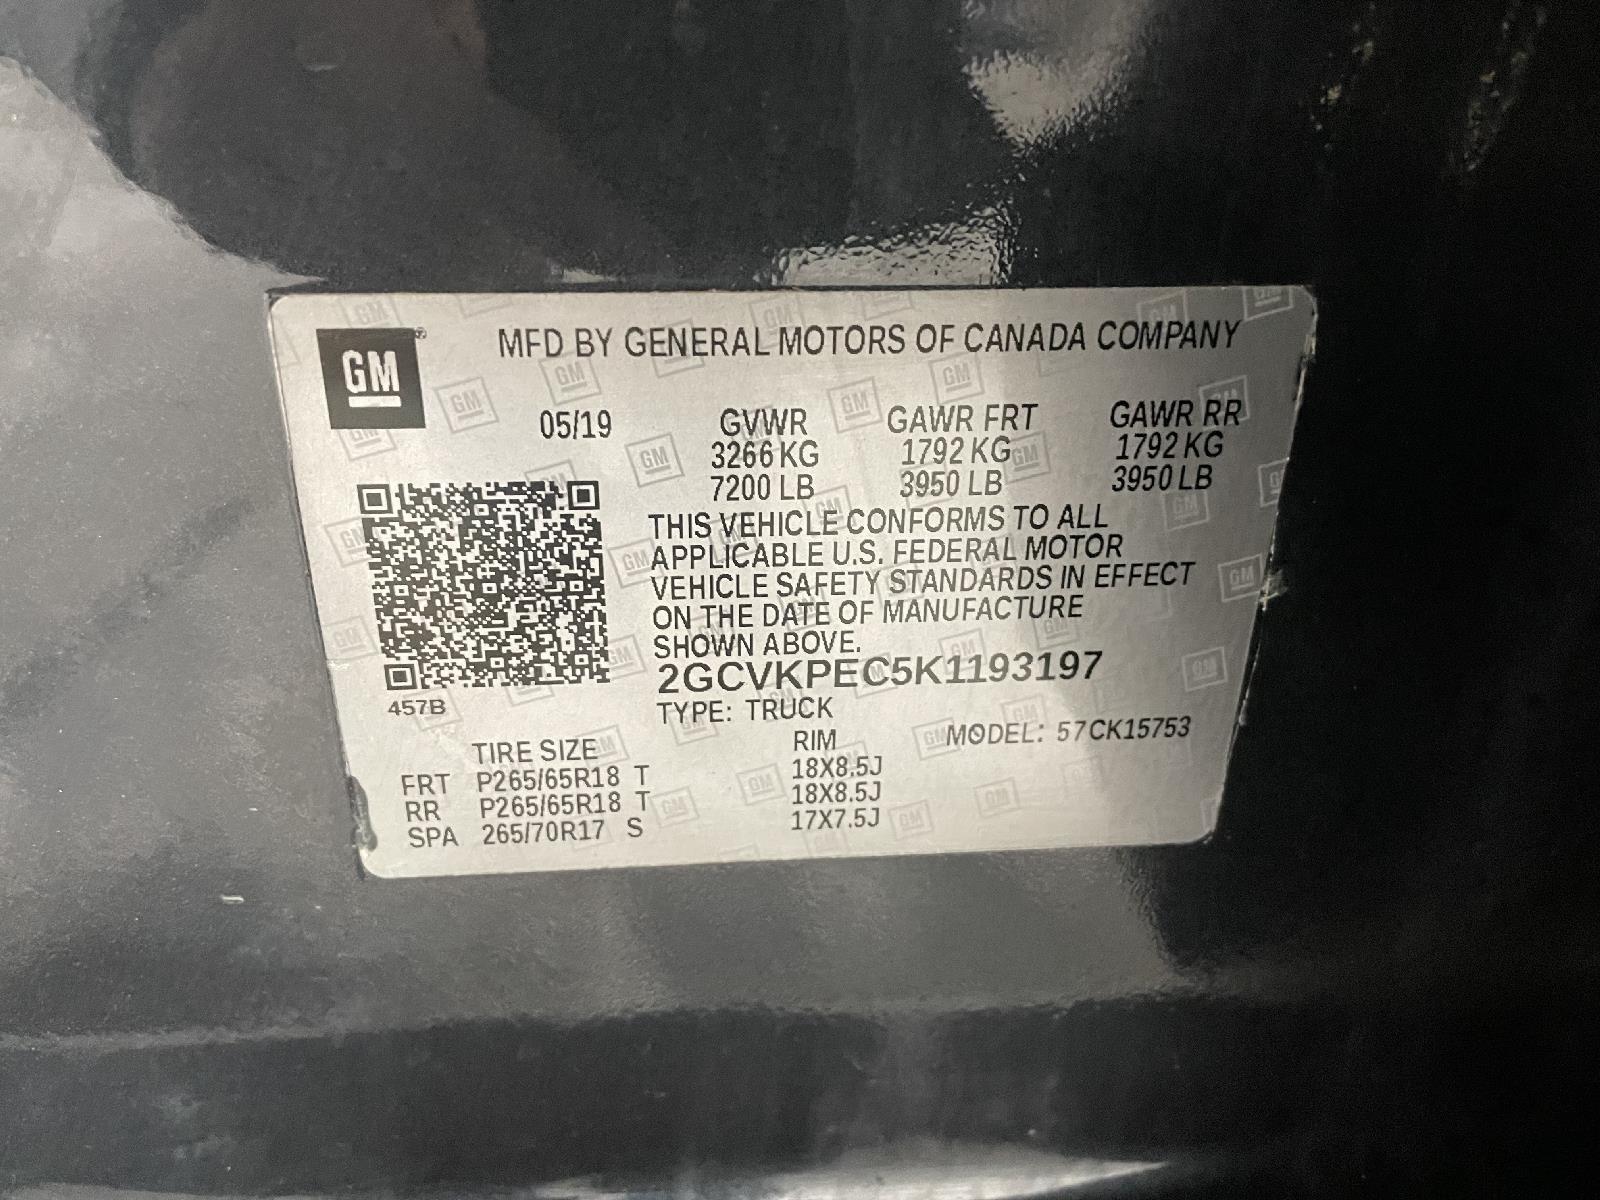 GM
MFD BY GENERAL MOTORS OF CANADA COMPANY
05/19 GVWR GAWR FRT GAWR RR
3266 KG 1792 KG 1792 KG
7200 LB 3950 LB 3950 LB
THIS VEHICLE CONFORMS TO ALL
APPLICABLE U.S. FEDERAL MOTOR
VEHICLE SAFETY STANDARDS IN EFFECT
ON THE DATE OF MANUFACTURE
SHOWN ABOVE.
2GCVKPEC5K1193197
457B
TYPE: TRUCK
MODEL: 57CK15753
TIRE SIZE RIM
FRT P265/65R18 T 18X8.5J
RR P265/65R18 T 18X8.5J
SPA 265/70R17 S 17X7.5J